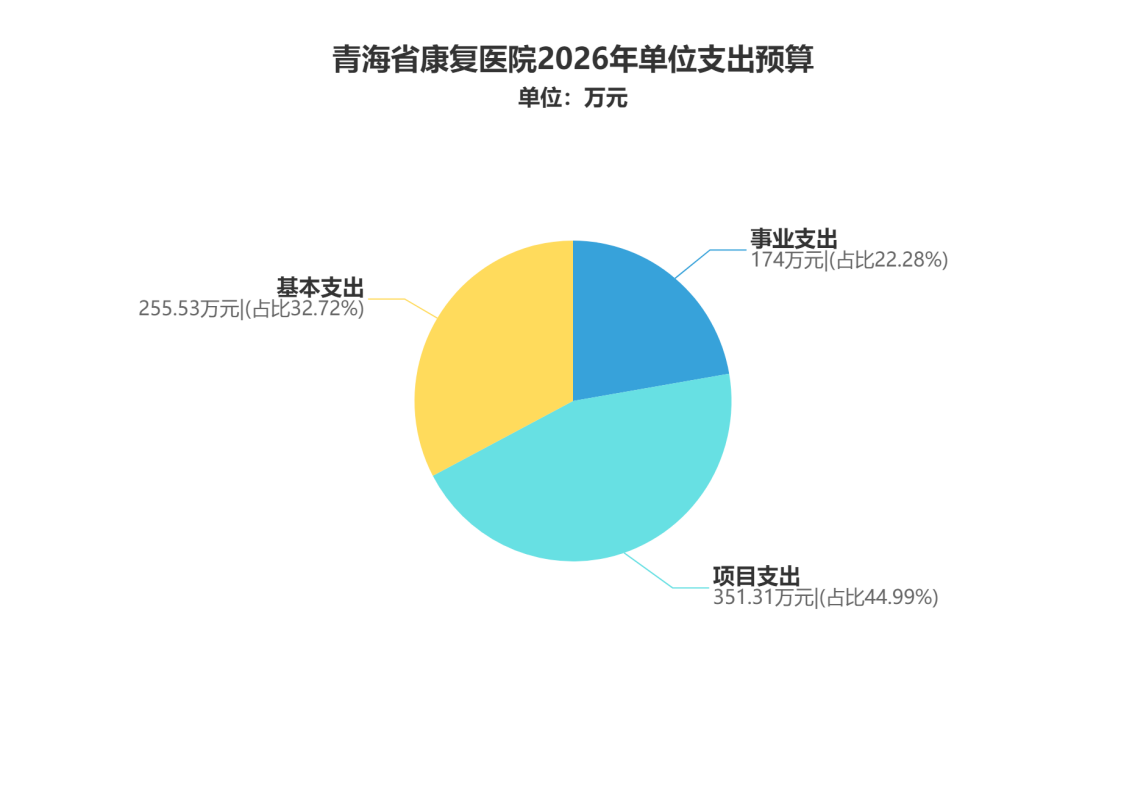 青海省康复医院2026年单位支出预算
单位：万元
事业支出
174万元|(占比22.28%)
基本支出
255.53万元|(占比32.72%)
项目支出
351.31万元|(占比44.99%)